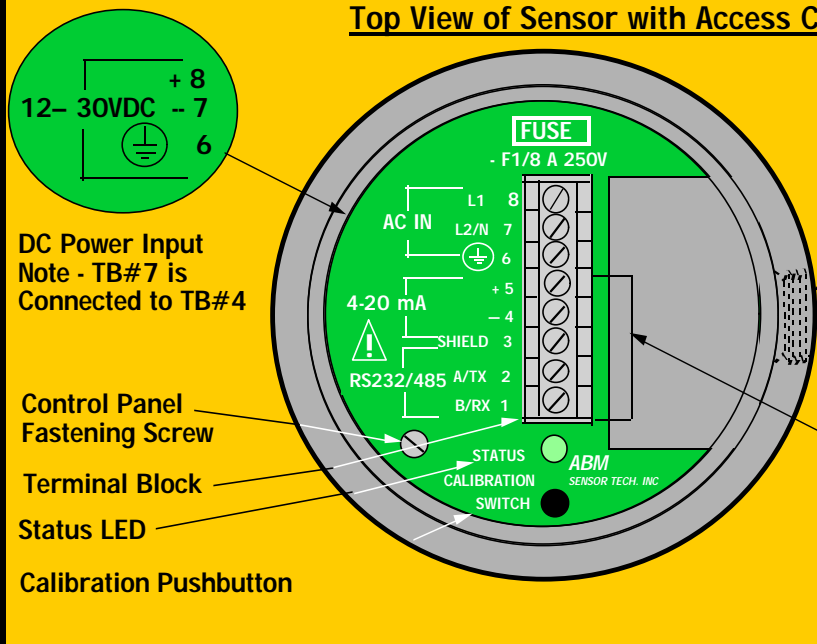 Top View of Sensor with Access C
+ 8
12– 30VDC -- 7
6
DC Power Input
Note - TB#7 is
Connected to TB#4
FUSE
- F1/8 A 250V
AC IN
L1 8
L2/N 7
6
4-20 mA
+ 5
– 4
SHIELD 3
!
RS232/485
A/TX 2
B/RX 1
Control Panel
Fastening Screw
Terminal Block
Status LED
Calibration Pushbutton
STATUS
CALIBRATION
SWITCH
ABM
SENSOR TECH. INC